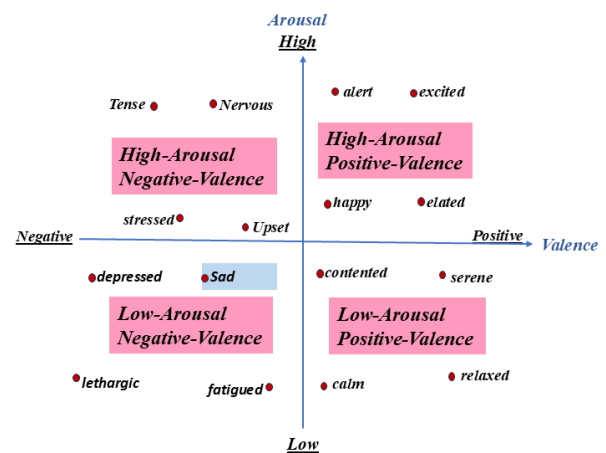 Arousal
High
alert
excited
Tense
Nervous
High-Arousal
Negative-Valence
High-Arousal
Positive-Valence
happy
elated
stressed
Upset
Negative
Positive
Valence
depressed
Sad
contented
serene
Low-Arousal
Negative-Valence
Low-Arousal
Positive-Valence
lethargic
fatigued
calm
relaxed
Low